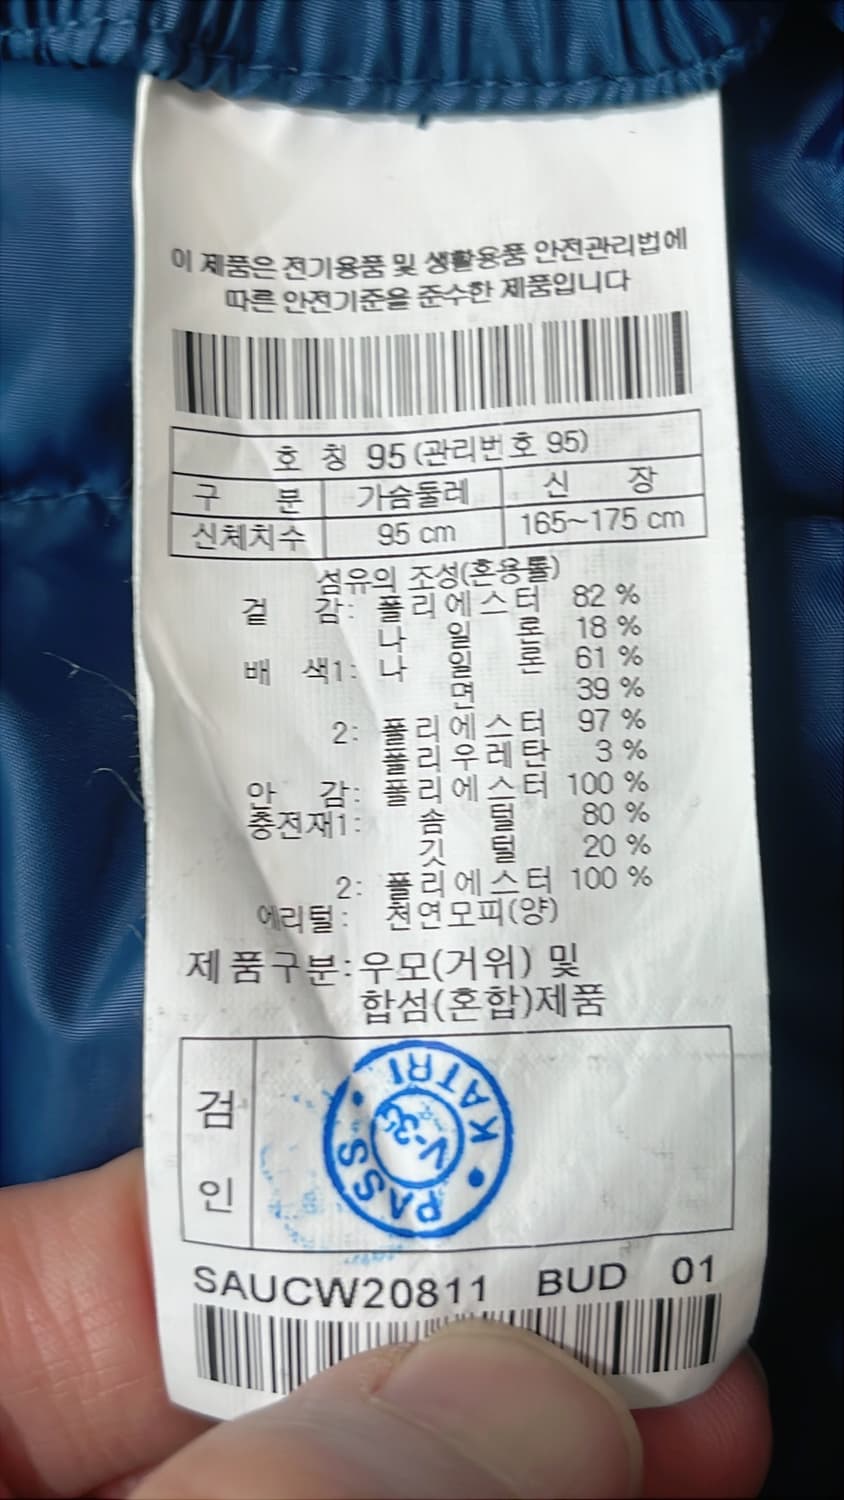 이 제품은 전기용품 및 생활용품 안전관리법에
따른 안전기준을 준수한 제품입니다
호 칭 95 (관리번호 95)
구 분 가슴둘레 신 장
신체치수 95 cm 165~175 cm
섬유의 조성(혼용률)
겉 감: 폴리에스터 82 %
나 일 론 18 %
배 색1: 나 일 론 61 %
면 39 %
2: 폴리에스터 97 %
폴리우레탄 3 %
안 감: 폴리에스터 100 %
충전재1: 솜 털 80 %
깃 털 20 %
2: 폴리에스터 100 %
에리털: 천연모피(양)
제품구분: 우모(거위) 및
합섬(혼합)제품
검
인
KATRI
PASS
SAUCW20811 BUD 01